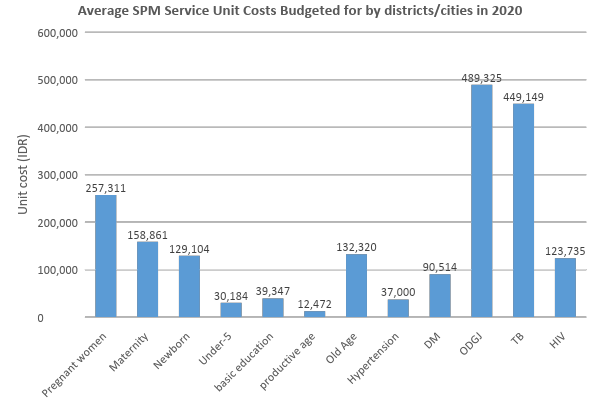 Average SPM Service Unit Costs Budgeted for by districts/cities in 2020
Unit cost (IDR)
600,000
500,000
400,000
300,000
200,000
100,000
0
257,311
158,861
129,104
30,184
39,347
12,472
132,320
37,000
90,514
489,325
449,149
123,735
Pregnant women
Maternity
Newborn
Under-5
basic education
productive age
Old Age
Hypertension
DM
ODGJ
TB
HIV